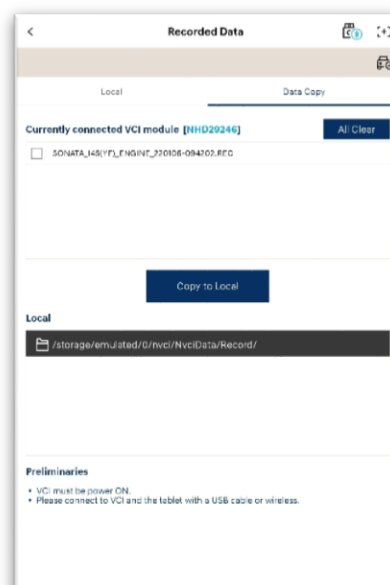 Recorded Data
Local
Data Copy
Currently connected VCI module [NHD29246]
All Clear
SONATA_I45(YF)_ENGINE_220106-094202.REC
Copy to Local
Local
/storage/emulated/0/nvci/NvciData/Record/
Preliminaries
• VCI must be power ON.
• Please connect to VCI and the tablet with a USB cable or wireless.